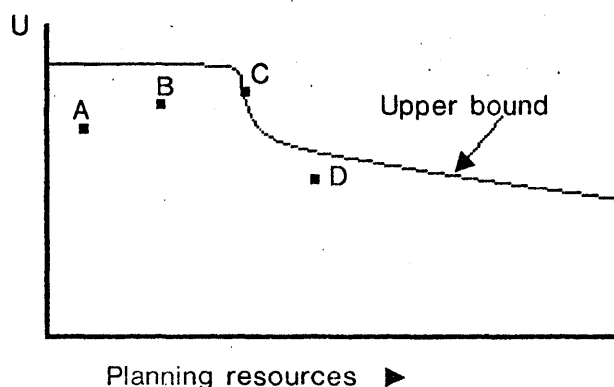 U
C
B
A
Upper bound
D
Planning resources ►